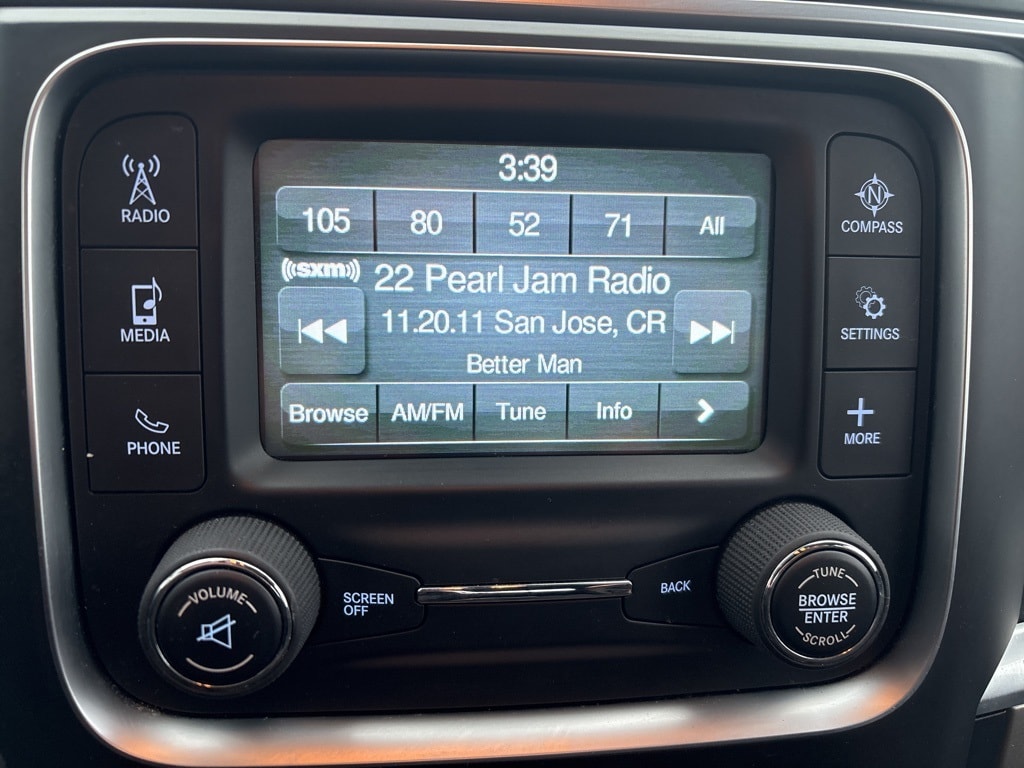 3:39
105 80 52 71 All
((sxm)) 22 Pearl Jam Radio
11.20.11 San Jose, CR
Better Man
Browse AM/FM Tune Info
RADIO
MEDIA
PHONE
N
COMPASS
SETTINGS
MORE
VOLUME
SCREEN
OFF
BACK
TUNE
BROWSE
ENTER
SCROLL